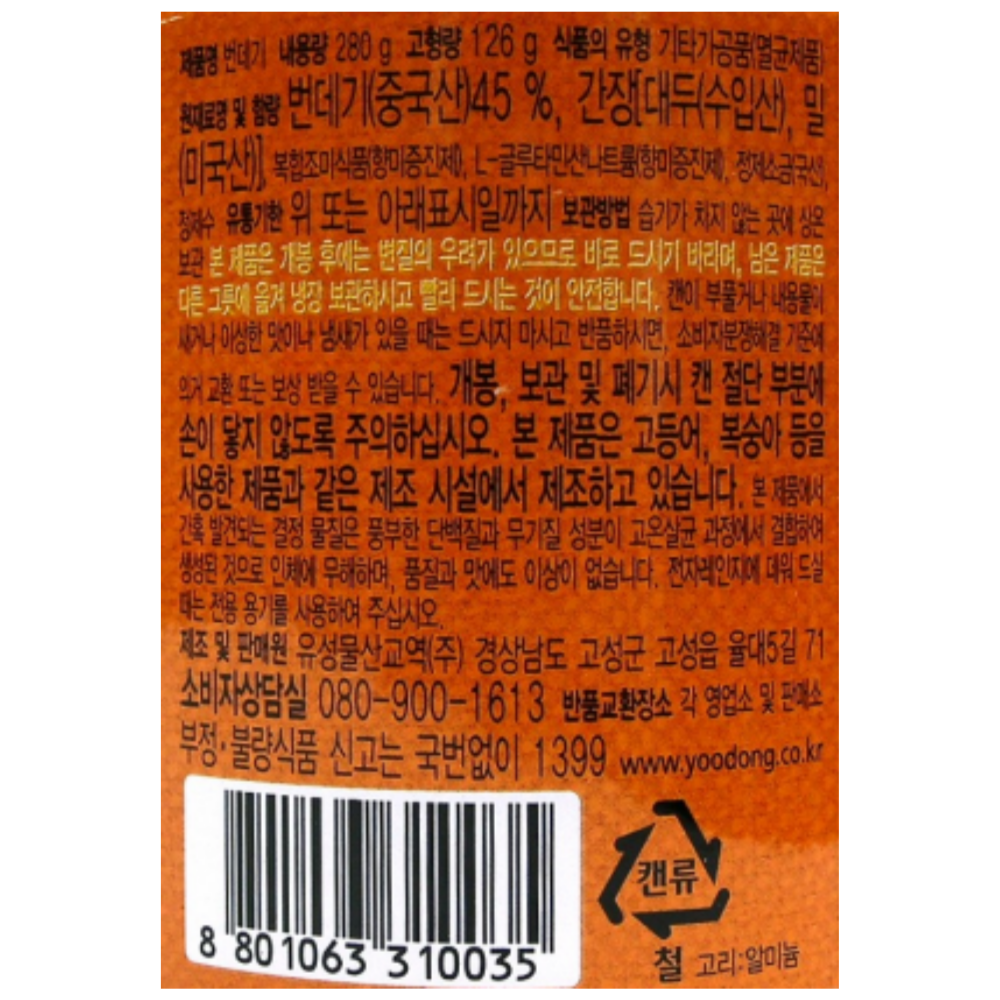 제품명 번데기 내용량 280 g 고형량 126 g 식품의 유형 기타가공품(멸균제품)
원재료명 및 함량 번데기(중국산)45 %, 간장[대두(수입산), 밀
(미국산)], 복합조미식품(향미증진제), L-글루타민산나트륨(향미증진제), 정제소금(국산),
정제수 유통기한 위 또는 아래표시일까지 보관방법 습기가 차지 않는 곳에 상온
보관 본 제품은 개봉 후에는 변질의 우려가 있으므로 바로 드시기 바라며, 남은 제품은
다른 그릇에 옮겨 냉장 보관하시고 빨리 드시는 것이 안전합니다. 캔이 부풀거나 내용물이
새거나 이상한 맛이나 냄새가 있을 때는 드시지 마시고 반품하시면, 소비자분쟁해결 기준에
의거 교환 또는 보상 받을 수 있습니다. 개봉, 보관 및 폐기시 캔 절단 부분에
손이 닿지 않도록 주의하십시오. 본 제품은 고등어, 복숭아 등을
사용한 제품과 같은 제조 시설에서 제조하고 있습니다. 본 제품에서
간혹 발견되는 결정 물질은 풍부한 단백질과 무기질 성분이 고온살균 과정에서 결합하여
생성된 것으로 인체에 무해하며, 품질과 맛에도 이상이 없습니다. 전자레인지에 데워 드실
때는 전용 용기를 사용하여 주십시오.
제조 및 판매원 유성물산교역(주) 경상남도 고성군 고성읍 율대5길 71
소비자상담실 080-900-1613 반품교환장소 각 영업소 및 판매소
부정·불량식품 신고는 국번없이 1399 www.yoodong.co.kr
캔류
8 801063 310035
철 고리:알미늄